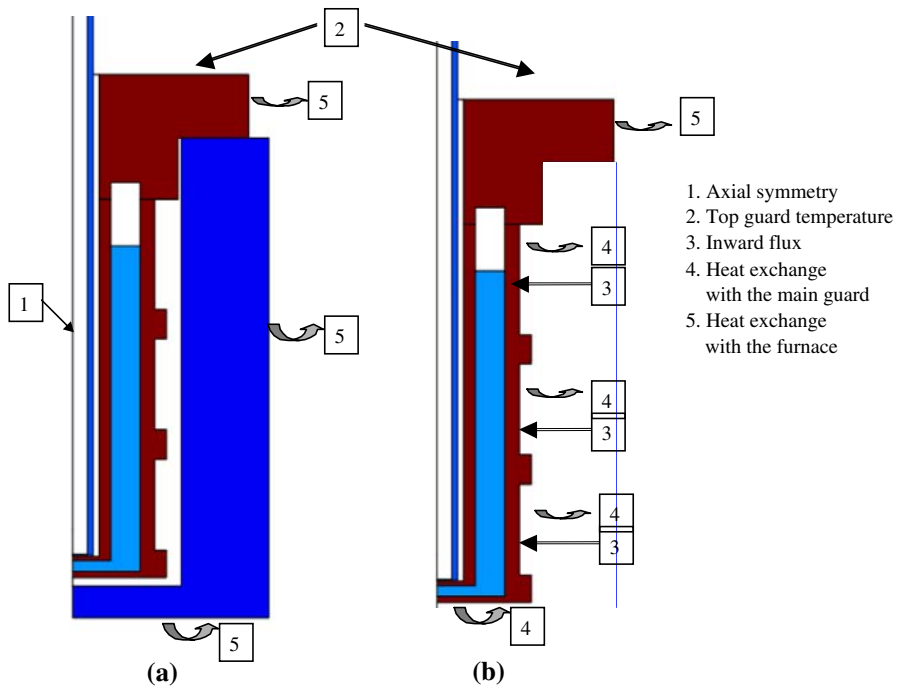 2
5
5
1. Axial symmetry
2. Top guard temperature
3. Inward flux
4. Heat exchange
with the main guard
5. Heat exchange
with the furnace
4
3
1
5
4
3
4
3
5
4
(a)
(b)